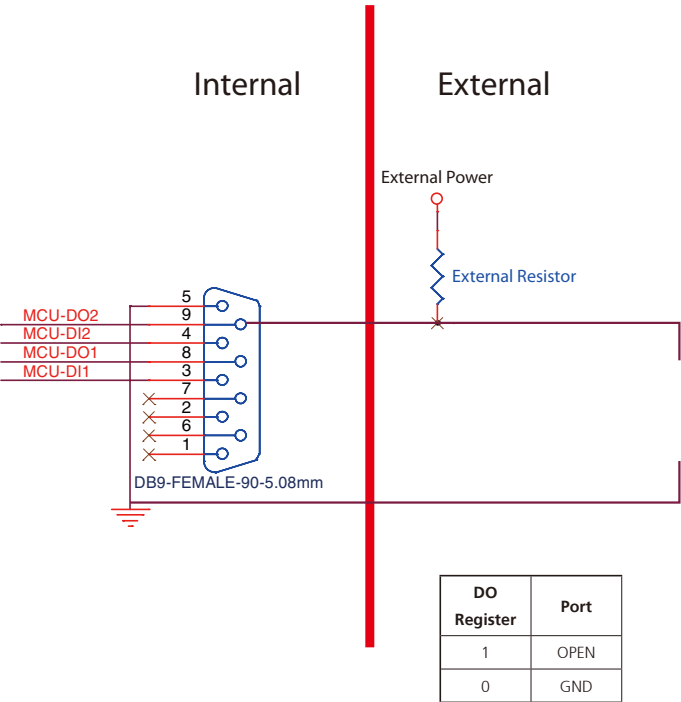 Internal
External
External Power
External Resistor
5
MCU-DO2
9
MCU-DI2
4
MCU-DO1
8
MCU-DI1
3
7
2
6
1
DB9-FEMALE-90-5.08mm
DO
Register
Port
1
OPEN
0
GND